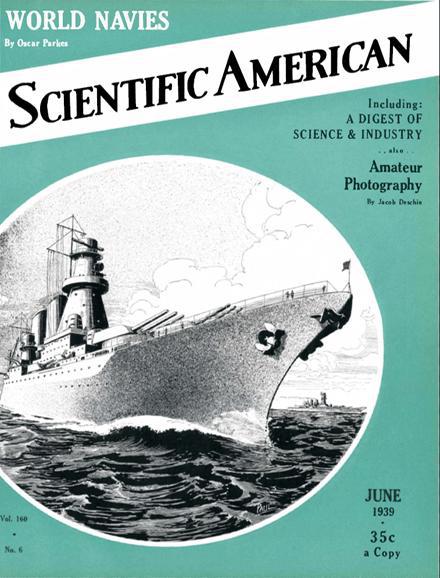 WORLD NAVIES
By Oscar Parkes
SCIENTIFIC AMERICAN
Including:
A DIGEST OF
SCIENCE & INDUSTRY
. . also . .
Amateur
Photography
By Jacob Deschin
Vol. 160
•
No. 6
JUNE
1939
•
35c
a Copy